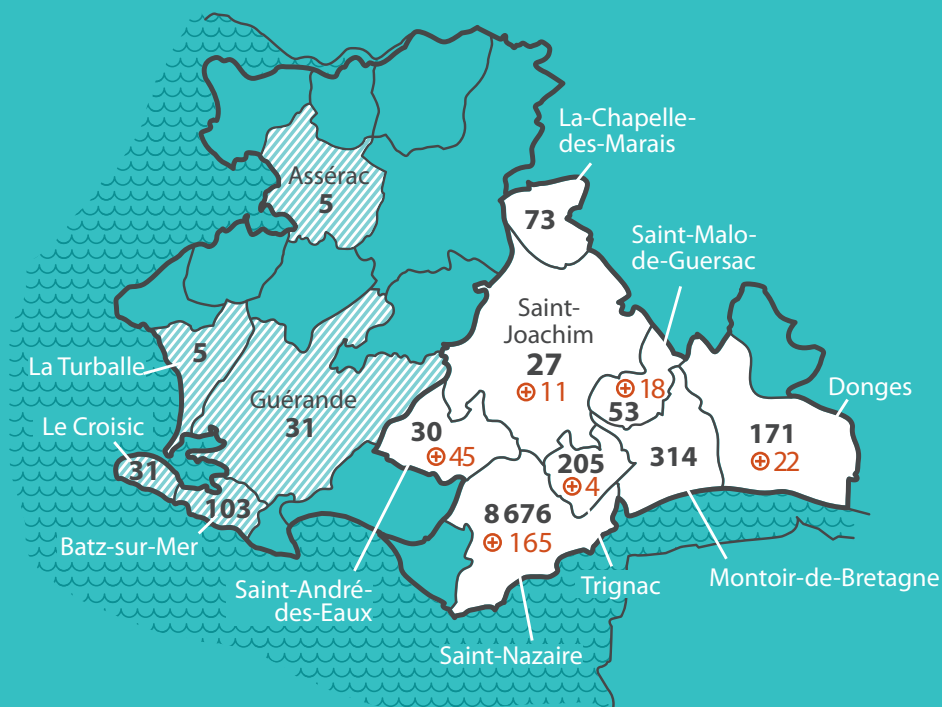 La-Chapelle-
des-Marais
Assérac
5
73
Saint-Malo-
de-Guersac
Saint-
Joachim
27
⊕ 11
La Turballe
5
⊕ 18
53
Donges
Guérande
31
Le Croisic
31
30
⊕ 45
205
⊕ 4
314
171
⊕ 22
103
Batz-sur-Mer
8 676
⊕ 165
Saint-André-
des-Eaux
Trignac
Montoir-de-Bretagne
Saint-Nazaire